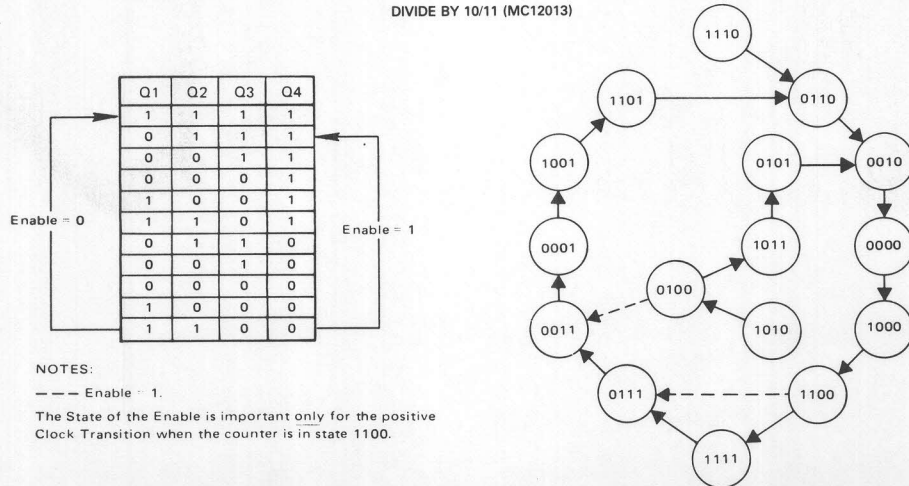 DIVIDE BY 10/11 (MC12013)
Q1 Q2 Q3 Q4
1 1 1 1
0 1 1 1
0 0 1 1
0 0 0 1
1 0 0 1
1 1 0 1
0 1 1 0
0 0 1 0
0 0 0 0
1 0 0 0
1 1 0 0
Enable = 0
Enable = 1
NOTES:
--- Enable = 1.
The State of the Enable is important only for the positive
Clock Transition when the counter is in state 1100.
1110
1101
0110
1001
0101
0010
0001
1011
0000
0100
0011
1010
1000
0111
1100
1111